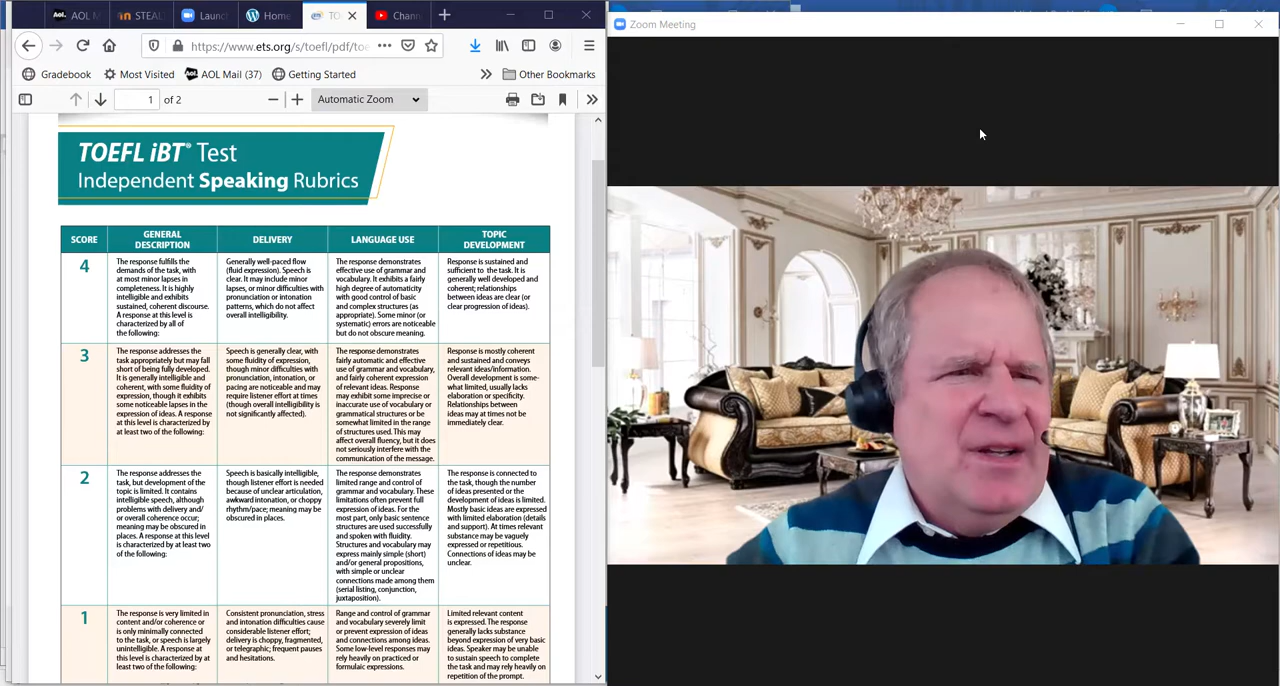 AOL M
STEAL
Launc
Home
TO
Chann
https://www.ets.org/s/toefl/pdf/toe
Gradebook
Most Visited
AOL Mail (37)
Getting Started
Other Bookmarks
1 of 2
Automatic Zoom
TOEFL iBT® Test
Independent Speaking Rubrics
SCORE
GENERAL
DESCRIPTION
DELIVERY
LANGUAGE USE
TOPIC
DEVELOPMENT
4
The response fulfills the
demands of the task, with
at most minor lapses in
completeness. It is highly
intelligible and exhibits
sustained, coherent discourse.
A response at this level is
characterized by all of
the following:
Generally well-paced flow
(fluid expression). Speech is
clear. It may include minor
lapses, or minor difficulties with
pronunciation or intonation
patterns, which do not affect
overall intelligibility.
The response demonstrates
effective use of grammar and
vocabulary. It exhibits a fairly
high degree of automaticity
with good control of basic
and complex structures (as
appropriate). Some minor (or
systematic) errors are noticeable
but do not obscure meaning.
Response is sustained and
sufficient to the task. It is
generally well developed and
coherent; relationships
between ideas are clear (or
clear progression of ideas).
3
The response addresses the
task appropriately but may fall
short of being fully developed.
It is generally intelligible and
coherent, with some fluidity of
expression, though it exhibits
some noticeable lapses in the
expression of ideas. A response
at this level is characterized by
at least two of the following:
Speech is generally clear, with
some fluidity of expression,
though minor difficulties with
pronunciation, intonation, or
pacing are noticeable and may
require listener effort at times
(though overall intelligibility is
not significantly affected).
The response demonstrates
fairly automatic and effective
use of grammar and vocabulary,
and fairly coherent expression
of relevant ideas. Response
may exhibit some imprecise or
inaccurate use of vocabulary or
grammatical structures or be
somewhat limited in the range
of structures used. This may
affect overall fluency, but it does
not seriously interfere with the
communication of the message.
Response is mostly coherent
and sustained and conveys
relevant ideas/information.
Overall development is some-
what limited, usually lacks
elaboration or specificity.
Relationships between
ideas may at times not be
immediately clear.
2
The response addresses the
task, but development of the
topic is limited. It contains
intelligible speech, although
problems with delivery and/
or overall coherence occur;
meaning may be obscured in
places. A response at this level
is characterized by at least two
of the following:
Speech is basically intelligible,
though listener effort is needed
because of unclear articulation,
awkward intonation, or choppy
rhythm/pace; meaning may be
obscured in places.
The response demonstrates
limited range and control of
grammar and vocabulary. These
limitations often prevent full
expression of ideas. For the
most part, only basic sentence
structures are used successfully
and spoken with fluidity.
Structures and vocabulary may
express mainly simple (short)
and/or general propositions,
with simple or unclear
connections made among them
(serial listing, conjunction,
juxtaposition).
The response is connected to
the task, though the number
of ideas presented or the
development of ideas is limited.
Mostly basic ideas are expressed
with limited elaboration (details
and support). At times relevant
substance may be vaguely
expressed or repetitious.
Connections of ideas may be
unclear.
1
The response is very limited in
content and/or coherence or
is only minimally connected
to the task, or speech is largely
unintelligible. A response at
this level is characterized by at
least two of the following:
Consistent pronunciation, stress
and intonation difficulties cause
considerable listener effort;
delivery is choppy, fragmented,
or telegraphic; frequent pauses
and hesitations.
Range and control of grammar
and vocabulary severely limit
or prevent expression of ideas
and connections among ideas.
Some low-level responses may
rely heavily on practiced or
formulaic expressions.
Limited relevant content
is expressed. The response
generally lacks substance
beyond expression of very basic
ideas. Speaker may be unable
to sustain speech to complete
the task and may rely heavily on
repetition of the prompt.
Zoom Meeting